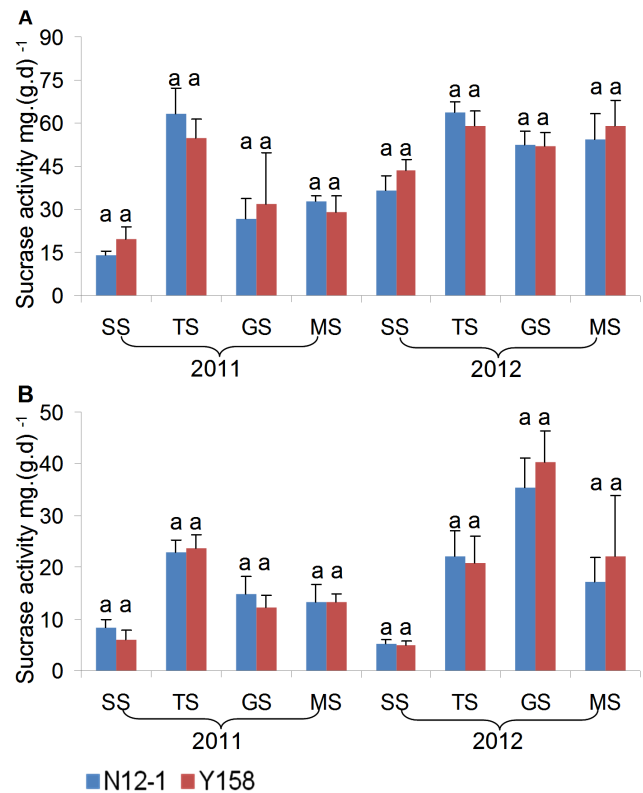 A
Sucrase activity mg.(g.d) -1
90
75
60
45
30
15
0
a a a a a a a a a a a a a a a a
SS TS GS MS SS TS GS MS
2011 2012
B
Sucrase activity mg.(g.d) -1
50
40
30
20
10
0
a a a a a a a a a a a a a a a a
SS TS GS MS SS TS GS MS
2011 2012
N12-1 Y158